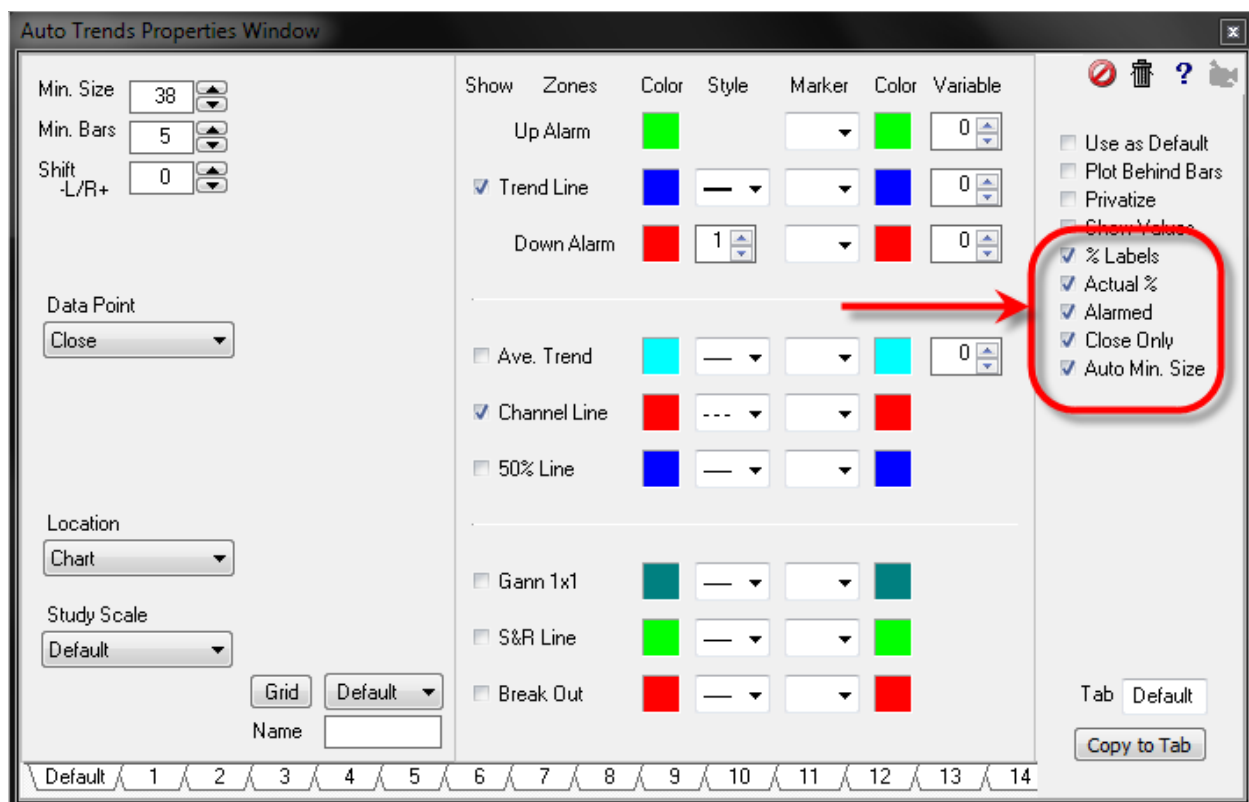 Auto Trends Properties Window
Min. Size 38
Min. Bars 5
Shift 0
-L/R+
Data Point
Close
Location
Chart
Study Scale
Default
Grid Default
Name
Show Zones Color Style Marker Color Variable
Up Alarm 0
Trend Line 0
Down Alarm 1 0
Ave. Trend 0
Channel Line
50% Line
Gann 1x1
S&R Line
Break Out
?
Use as Default
Plot Behind Bars
Privatize
Show Values
% Labels
Actual %
Alarmed
Close Only
Auto Min. Size
Tab Default
Copy to Tab
Default 1 2 3 4 5 6 7 8 9 10 11 12 13 14